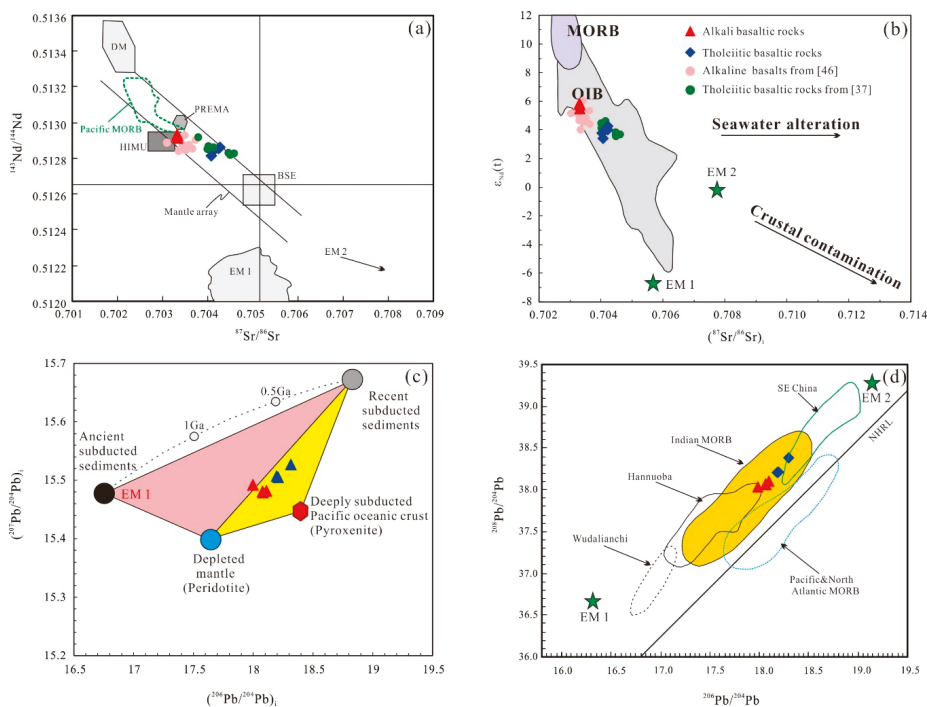 (a)
0.5136
0.5134
0.5132
0.5130
0.5128
0.5126
0.5124
0.5122
0.5120
¹⁴³Nd/¹⁴⁴Nd
DM
Pacific MORB
PREMA
HIMU
BSE
Mantle array
EM 2
EM 1
0.701 0.702 0.703 0.704 0.705 0.706 0.707 0.708 0.709
⁸⁷Sr/⁸⁶Sr
(b)
12
10
8
6
4
2
0
-2
-4
-6
-8
ε_Nd(t)
MORB
Alkali basaltic rocks
Tholeiitic basaltic rocks
Alkaline basalts from [46]
Tholeiitic basaltic rocks from [37]
OIB
Seawater alteration
EM 2
Crustal contamination
EM 1
0.702 0.704 0.706 0.710 0.712 0.714
(⁸⁷Sr/⁸⁶Sr)ᵢ
(c)
15.7
15.6
15.5
15.4
15.3
15.2
(²⁰⁷Pb/²⁰⁴Pb)ᵢ
0.5Ga
1Ga
Recent
subducted
sediments
Ancient
subducted
sediments
EM 1
Deeply subducted
Pacific oceanic crust
(Pyroxenite)
Depleted
mantle
(Peridotite)
16.5 17.0 17.5 18.0 18.5 19.0 19.5
(²⁰⁶Pb/²⁰⁴Pb)ᵢ
(d)
39.5
39.0
38.5
38.0
37.5
37.0
36.5
36.0
²⁰⁸Pb/²⁰⁴Pb
EM 2
SE China
NHRL
Indian MORB
Hannuoba
Wudalianchi
Pacific&North
Atlantic MORB
EM 1
16.0 16.5 17.0 17.5 18.0 18.5 19.0 19.5
²⁰⁶Pb/²⁰⁴Pb